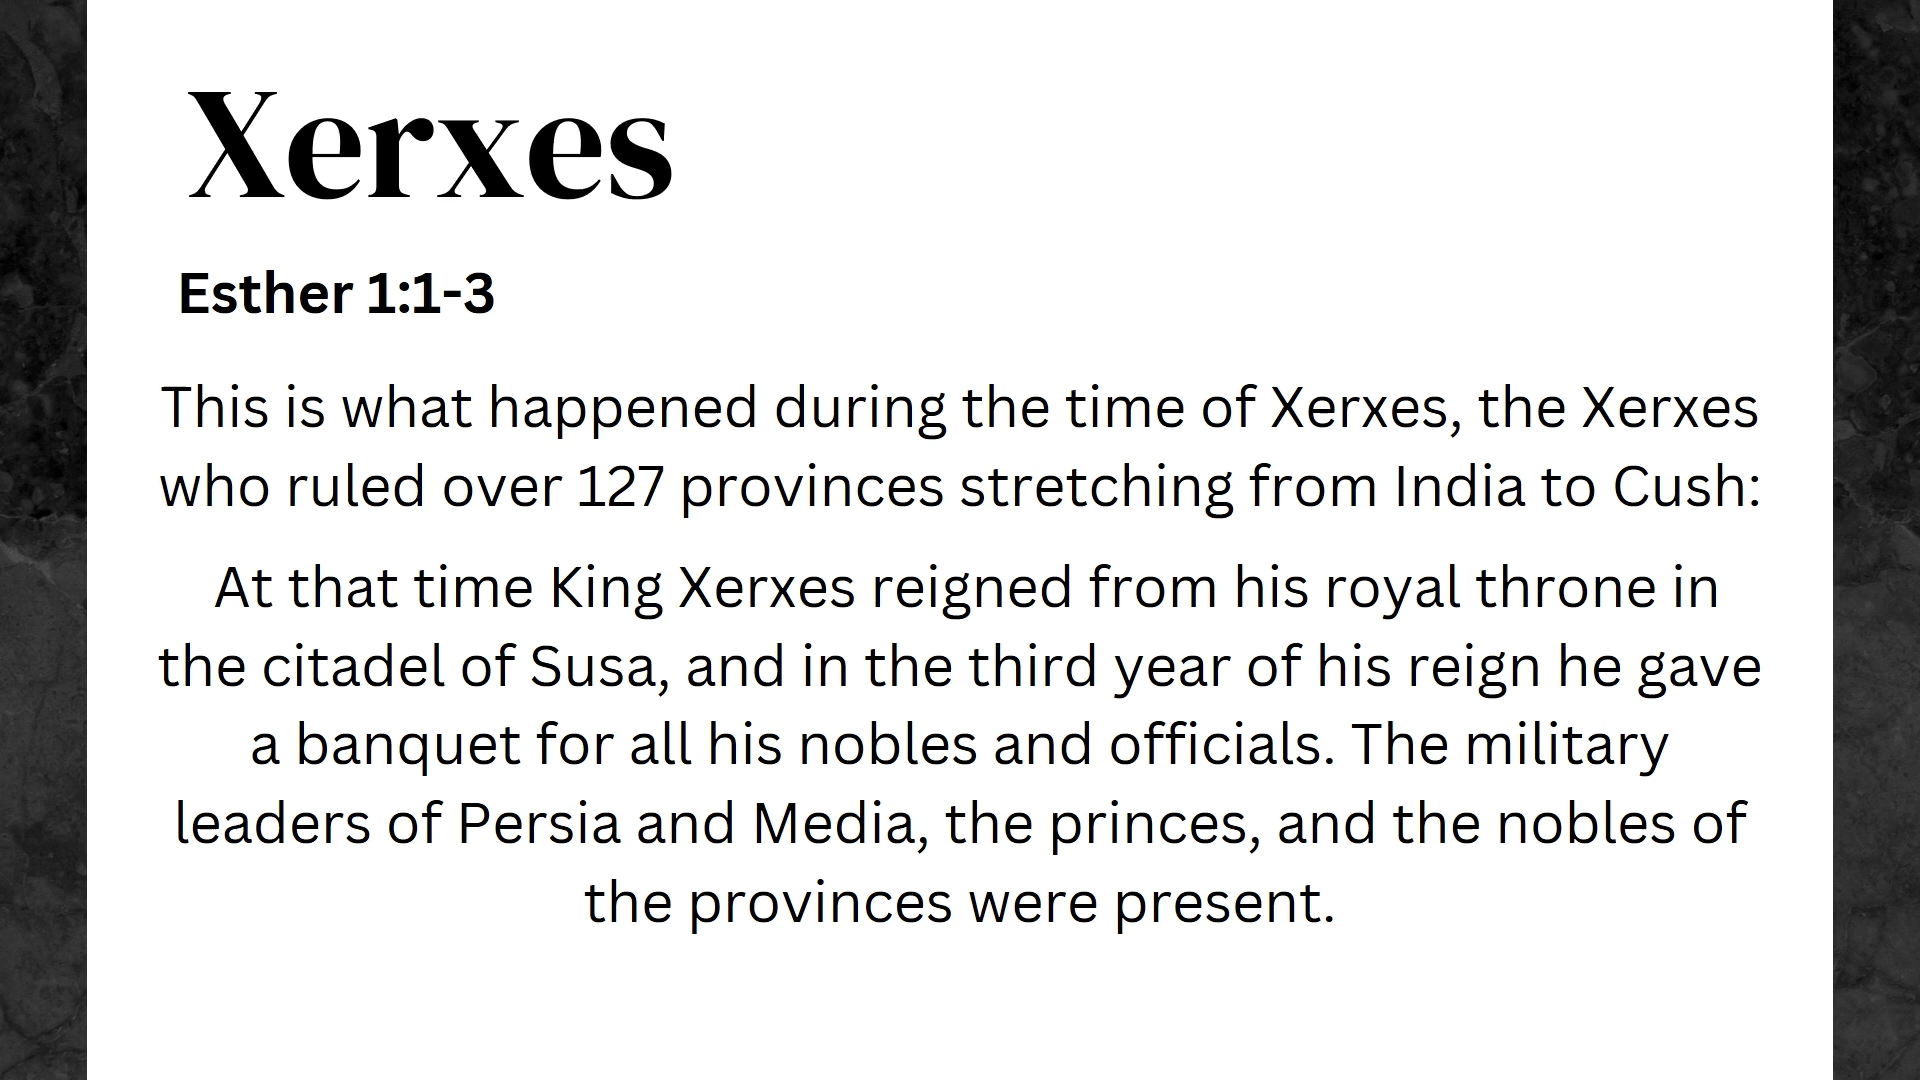 Xerxes
Esther 1:1-3
This is what happened during the time of Xerxes, the Xerxes
who ruled over 127 provinces stretching from India to Cush:
At that time King Xerxes reigned from his royal throne in
the citadel of Susa, and in the third year of his reign he gave
a banquet for all his nobles and officials. The military
leaders of Persia and Media, the princes, and the nobles of
the provinces were present.